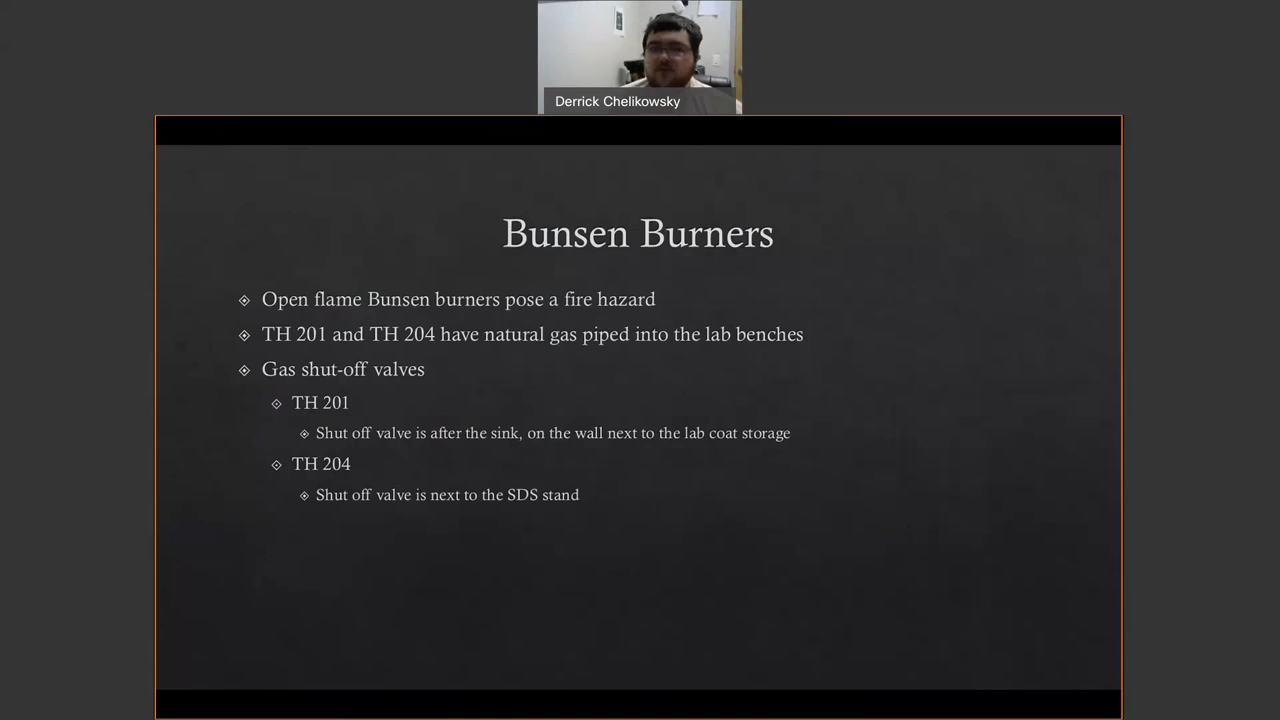 Derrick Chelikowsky
Bunsen Burners
Open flame Bunsen burners pose a fire hazard
TH 201 and TH 204 have natural gas piped into the lab benches
Gas shut-off valves
TH 201
Shut off valve is after the sink, on the wall next to the lab coat storage
TH 204
Shut off valve is next to the SDS stand